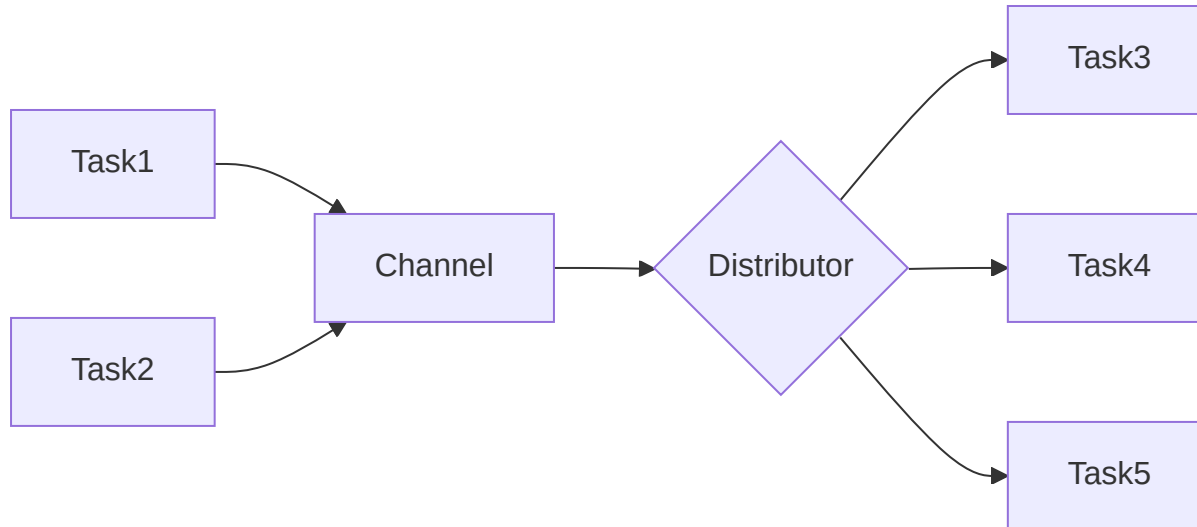 Task1
Task2
Channel
Distributor
Task3
Task4
Task5